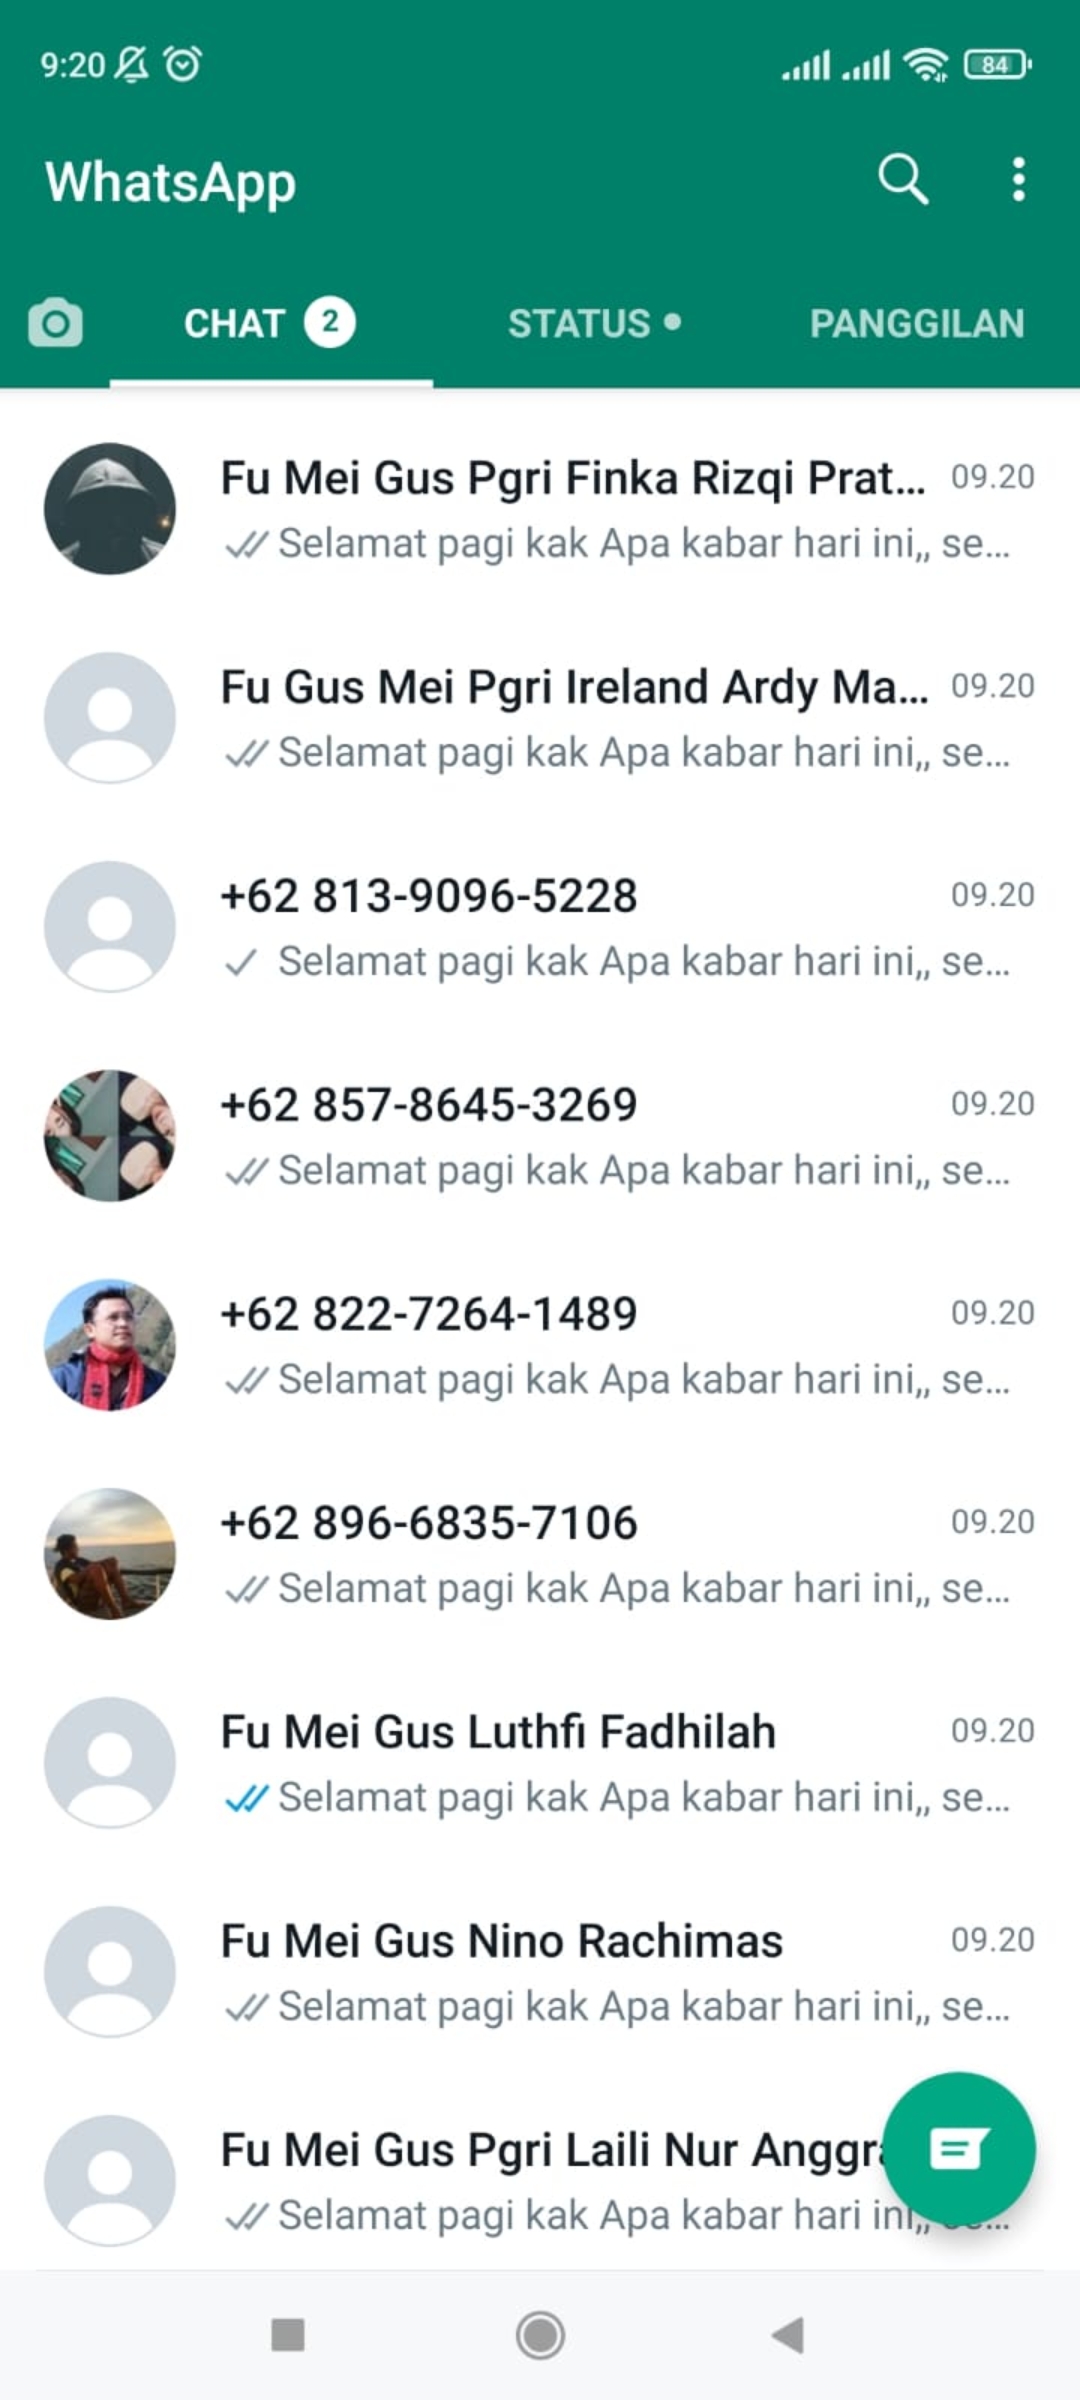 9:20
84
WhatsApp
CHAT 2 STATUS PANGGILAN
Fu Mei Gus Pgri Finka Rizqi Prat... 09.20
Selamat pagi kak Apa kabar hari ini,, se...
Fu Gus Mei Pgri Ireland Ardy Ma... 09.20
Selamat pagi kak Apa kabar hari ini,, se...
+62 813-9096-5228 09.20
Selamat pagi kak Apa kabar hari ini,, se...
+62 857-8645-3269 09.20
Selamat pagi kak Apa kabar hari ini,, se...
+62 822-7264-1489 09.20
Selamat pagi kak Apa kabar hari ini,, se...
+62 896-6835-7106 09.20
Selamat pagi kak Apa kabar hari ini,, se...
Fu Mei Gus Luthfi Fadhilah 09.20
Selamat pagi kak Apa kabar hari ini,, se...
Fu Mei Gus Nino Rachimas 09.20
Selamat pagi kak Apa kabar hari ini,, se...
Fu Mei Gus Pgri Laili Nur
Selamat pagi kak Apa kabar hari